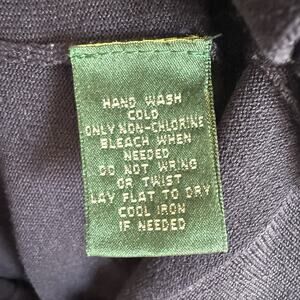 HAND WASH
COLD
ONLY NON-CHLORINE
BLEACH WHEN
NEEDED
DO NOT WRING
OR TWIST
LAY FLAT TO DRY
COOL IRON
IF NEEDED